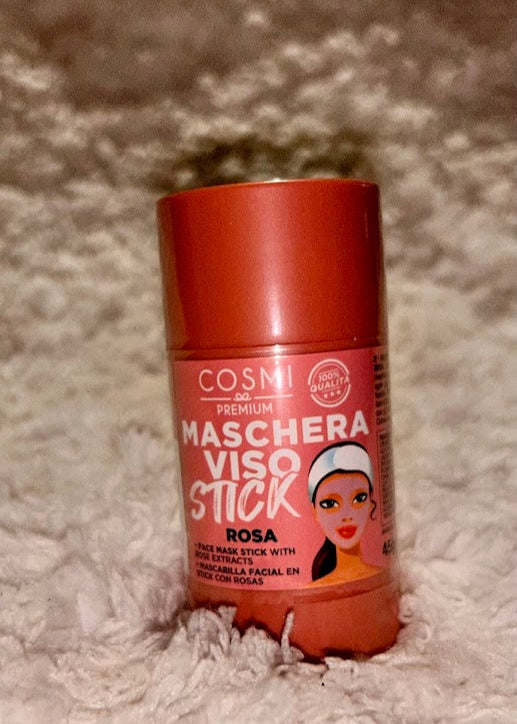 COSMI
PREMIUM
100%
QUALITÀ
MASCHERA
VISO
STICK
ROSA
• FACE MASK STICK WITH
ROSE EXTRACTS
• MASCARILLA FACIAL EN
STICK CON ROSAS